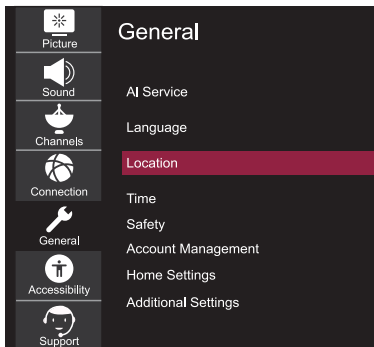 Picture
Sound
Channels
Connection
General
Accessibility
Support
General
AI Service
Language
Location
Time
Safety
Account Management
Home Settings
Additional Settings